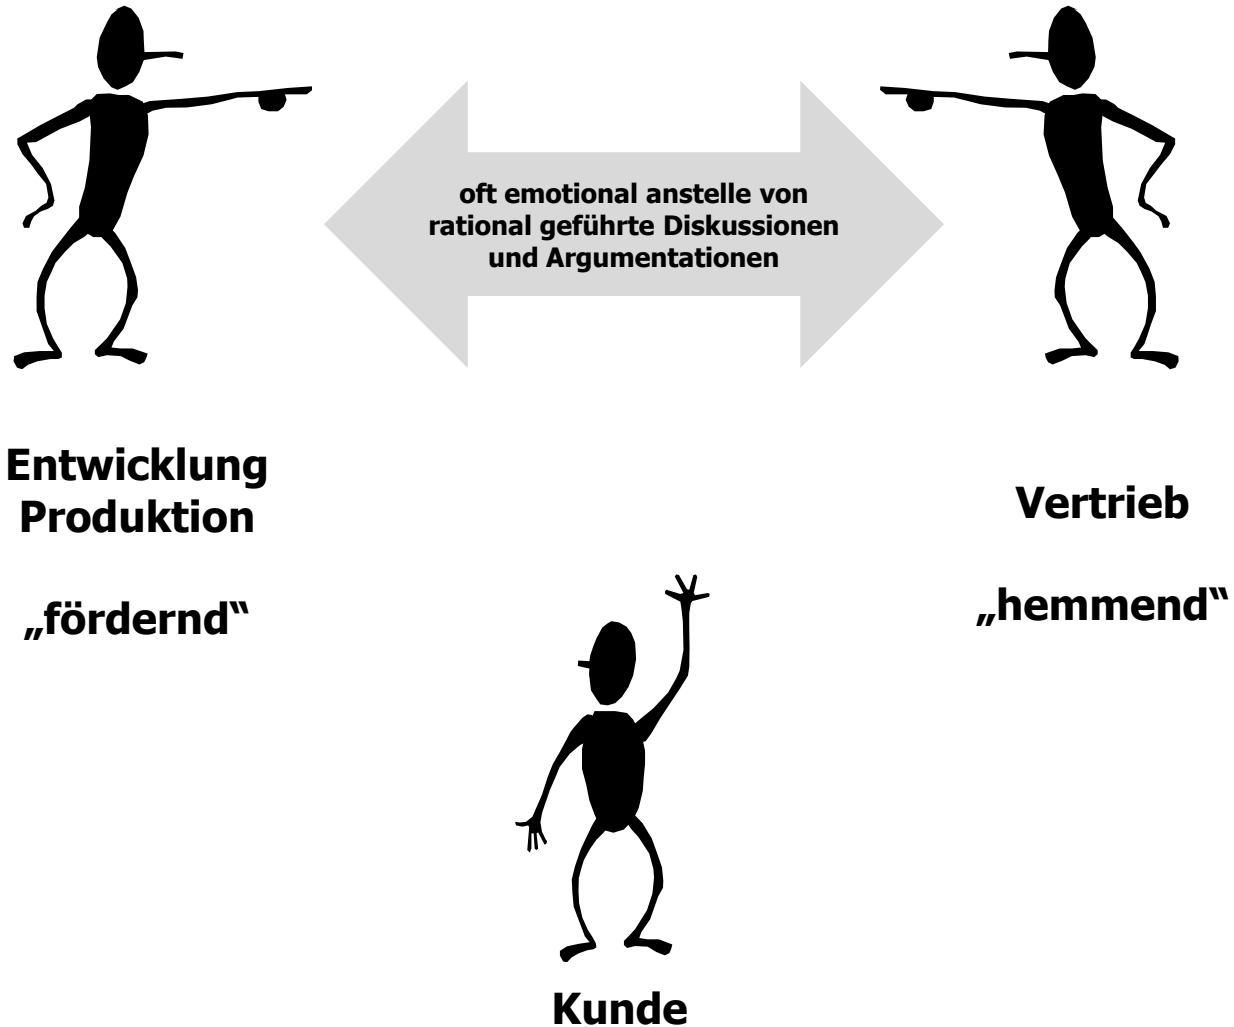 oft emotional anstelle von
rational geführte Diskussionen
und Argumentationen
Entwicklung
Produktion
„fördernd“
Vertrieb
„hemmend“
Kunde